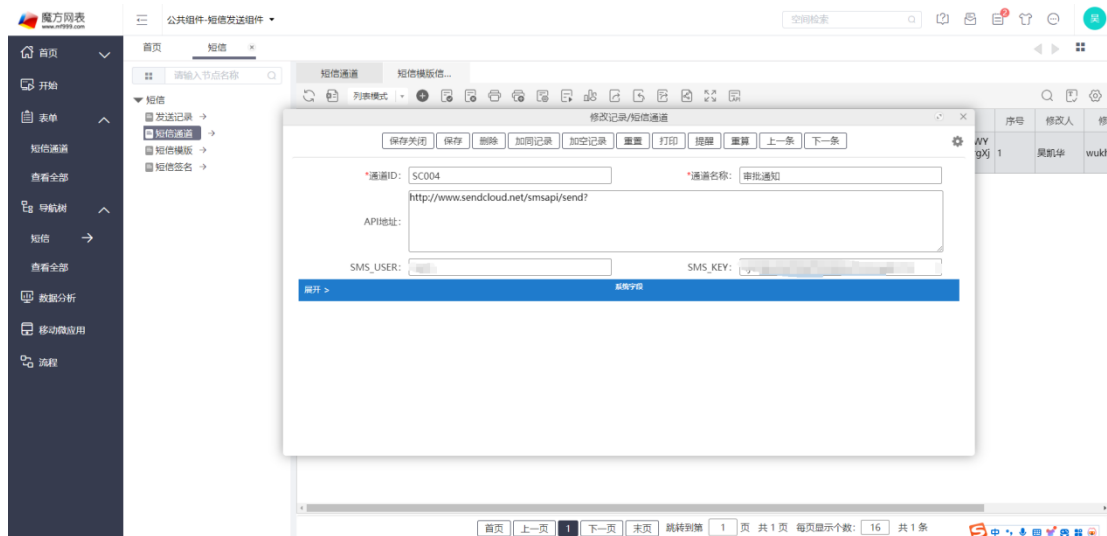 魔方网表
www.mf999.com
公共组件-短信发送组件
空间检索
2
吴
首页
开始
表单
短信通道
查看全部
导航树
短信
查看全部
数据分析
移动微应用
流程
首页 短信 ×
请输入节点名称
短信
发送记录
短信通道
短信模版
短信签名
短信通道 短信模版信...
列表模式
修改记录/短信通道
保存关闭 保存 删除 加同记录 加空记录 重置 打印 提醒 重算 上一条 下一条
*通道ID: SC004 *通道名称: 审批通知
API地址: http://www.sendcloud.net/smsapi/send?
SMS_USER: SMS_KEY:
展开 > 系统字段
序号 修改人 修
1 吴凯华 wukh
首页 上一页 1 下一页 末页 跳转到第 1 页 共1页 每页显示个数: 16 共1条
中